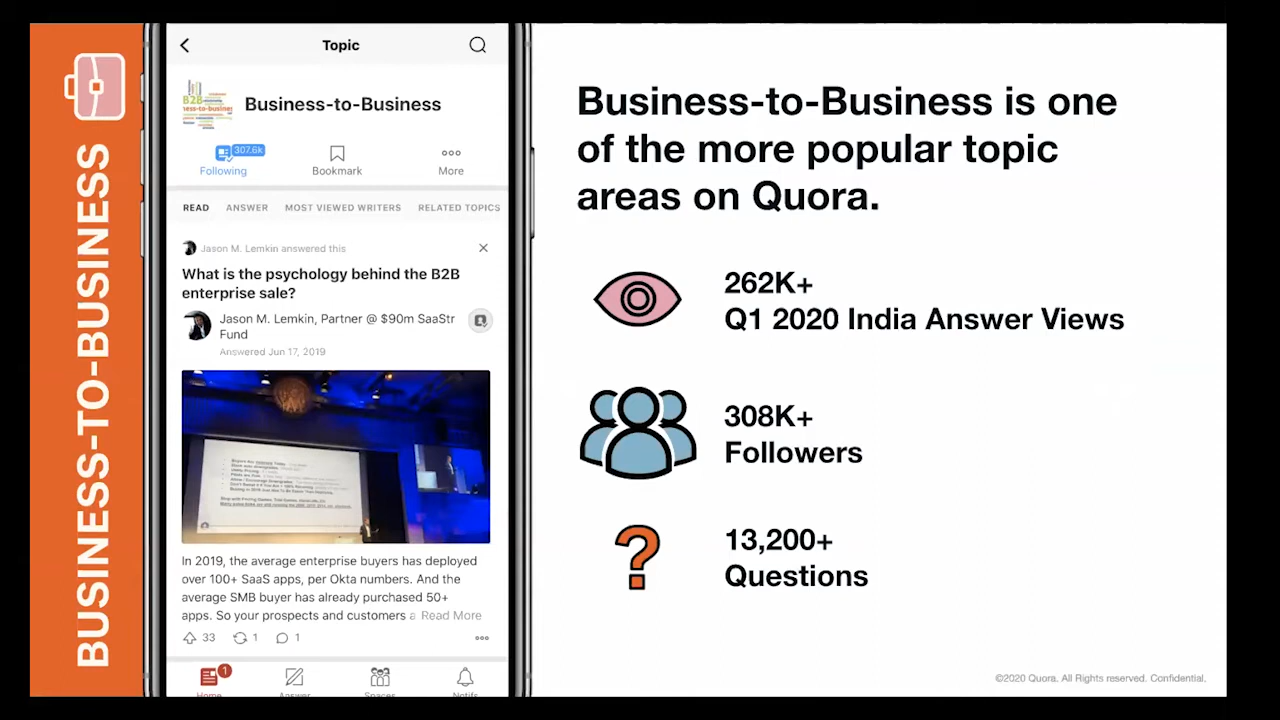 BUSINESS-TO-BUSINESS
Topic
B2B
Business-to-Business
307.6k
Following
Bookmark
More
READ ANSWER MOST VIEWED WRITERS RELATED TOPICS
Jason M. Lemkin answered this
What is the psychology behind the B2B
enterprise sale?
Jason M. Lemkin, Partner @ $90m SaaStr
Fund
Answered Jun 17, 2019
In 2019, the average enterprise buyers has deployed
over 100+ SaaS apps, per Okta numbers. And the
average SMB buyer has already purchased 50+
apps. So your prospects and customers a Read More
33 1 1
1
Home Answer Spaces Notifs
Business-to-Business is one
of the more popular topic
areas on Quora.
262K+
Q1 2020 India Answer Views
308K+
Followers
13,200+
Questions
©2020 Quora. All Rights reserved. Confidential.